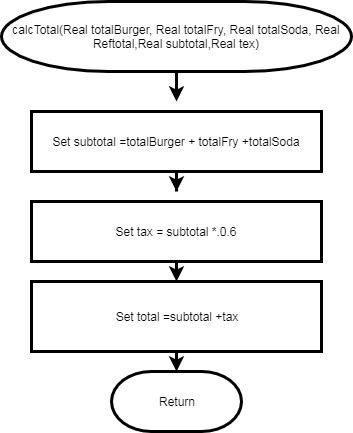 calcTotal(Real totalBurger, Real totalFry, Real totalSoda, Real
Reftotal,Real subtotal,Real tex)
Set subtotal =totalBurger + totalFry +totalSoda
Set tax = subtotal *.0.6
Set total =subtotal +tax
Return